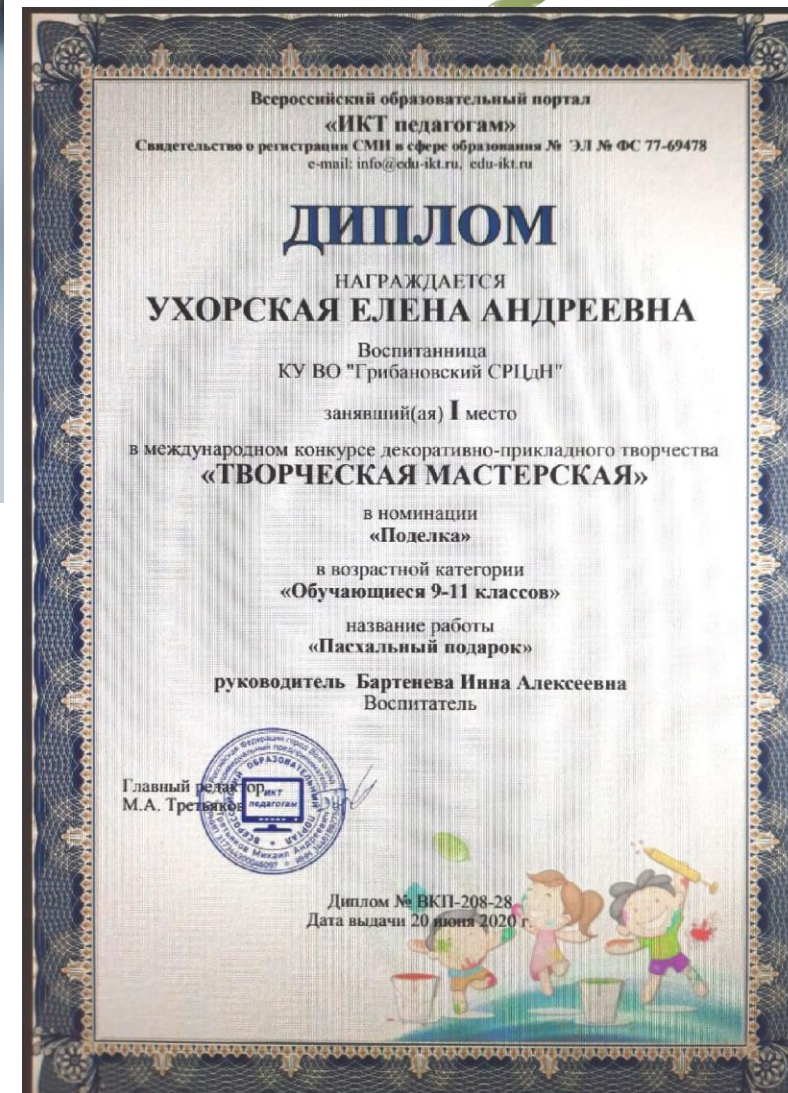 Всероссийский образовательный портал
«ИКТ педагогам»
Свидетельство о регистрации СМИ в сфере образования № ЭЛ № ФС 77-69478
e-mail: info@edu-ikt.ru, edu-ikt.ru
ДИПЛОМ
НАГРАЖДАЕТСЯ
УХОРСКАЯ ЕЛЕНА АНДРЕЕВНА
Воспитанница
КУ ВО "Грибановский СРЦдН"
занявший(ая) I место
в международном конкурсе декоративно-прикладного творчества
«ТВОРЧЕСКАЯ МАСТЕРСКАЯ»
в номинации
«Поделка»
в возрастной категории
«Обучающиеся 9-11 классов»
название работы
«Пасхальный подарок»
руководитель Бартенева Инна Алексеевна
Воспитатель
Главный редактор
М.А. Третьяков
ВСЕРОССИЙСКИЙ ОБРАЗОВАТЕЛЬНЫЙ ПОРТАЛ
ИКТ
педагогам
Диплом № ВКП-208-28
Дата выдачи 20 июня 2020 г.